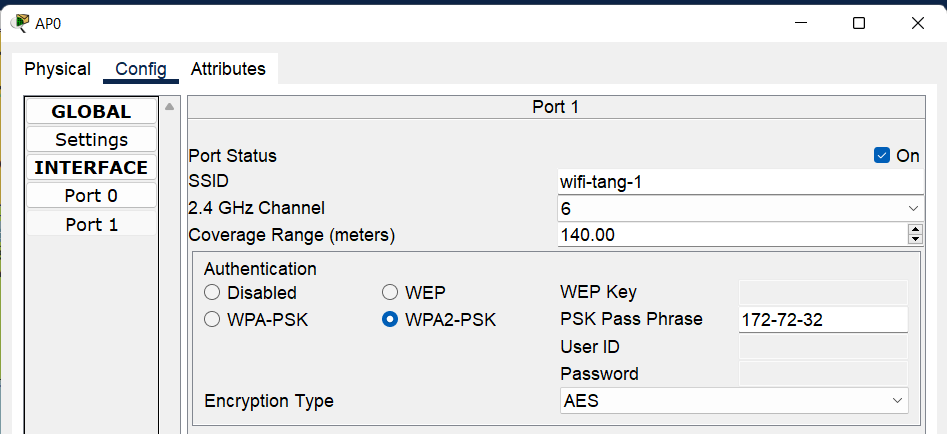 AP0
Physical Config Attributes
GLOBAL
Settings
INTERFACE
Port 0
Port 1
Port 1
Port Status On
SSID wifi-tang-1
2.4 GHz Channel 6
Coverage Range (meters) 140.00
Authentication
Disabled WEP WEP Key
WPA-PSK WPA2-PSK PSK Pass Phrase 172-72-32
User ID
Password
Encryption Type AES